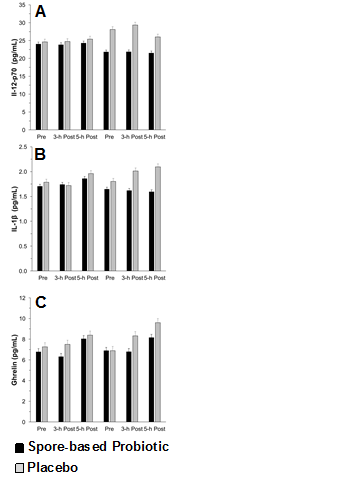 A
Il-12-p70 (pg/mL)
35
30
25
20
15
10
5
0
Pre 3-h Post 5-h Post Pre 3-h Post 5-h Post
B
IL-1β (pg/mL)
2.5
2.0
1.5
1.0
0.5
0.0
Pre 3-h Post 5-h Post Pre 3-h Post 5-h Post
C
Ghrelin (pg/mL)
12
10
8
6
4
2
0
Pre 3-h Post 5-h Post Pre 3-h Post 5-h Post
Spore-based Probiotic
Placebo